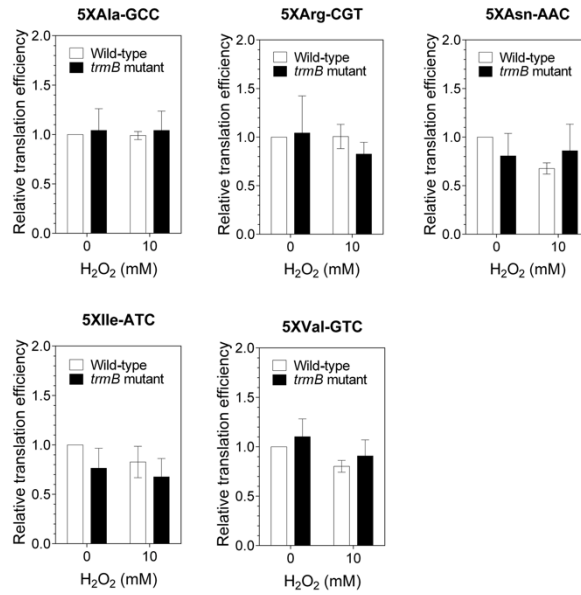 5XAla-GCC
Relative translation efficiency
2.0
1.5
1.0
0.5
0.0
Wild-type
trmB mutant
0 10
H₂O₂ (mM)
5XArg-CGT
Relative translation efficiency
2.0
1.5
1.0
0.5
0.0
Wild-type
trmB mutant
0 10
H₂O₂ (mM)
5XAsn-AAC
Relative translation efficiency
2.0
1.5
1.0
0.5
0.0
Wild-type
trmB mutant
0 10
H₂O₂ (mM)
5XIle-ATC
Relative translation efficiency
2.0
1.5
1.0
0.5
0.0
Wild-type
trmB mutant
0 10
H₂O₂ (mM)
5XVal-GTC
Relative translation efficiency
2.0
1.5
1.0
0.5
0.0
Wild-type
trmB mutant
0 10
H₂O₂ (mM)